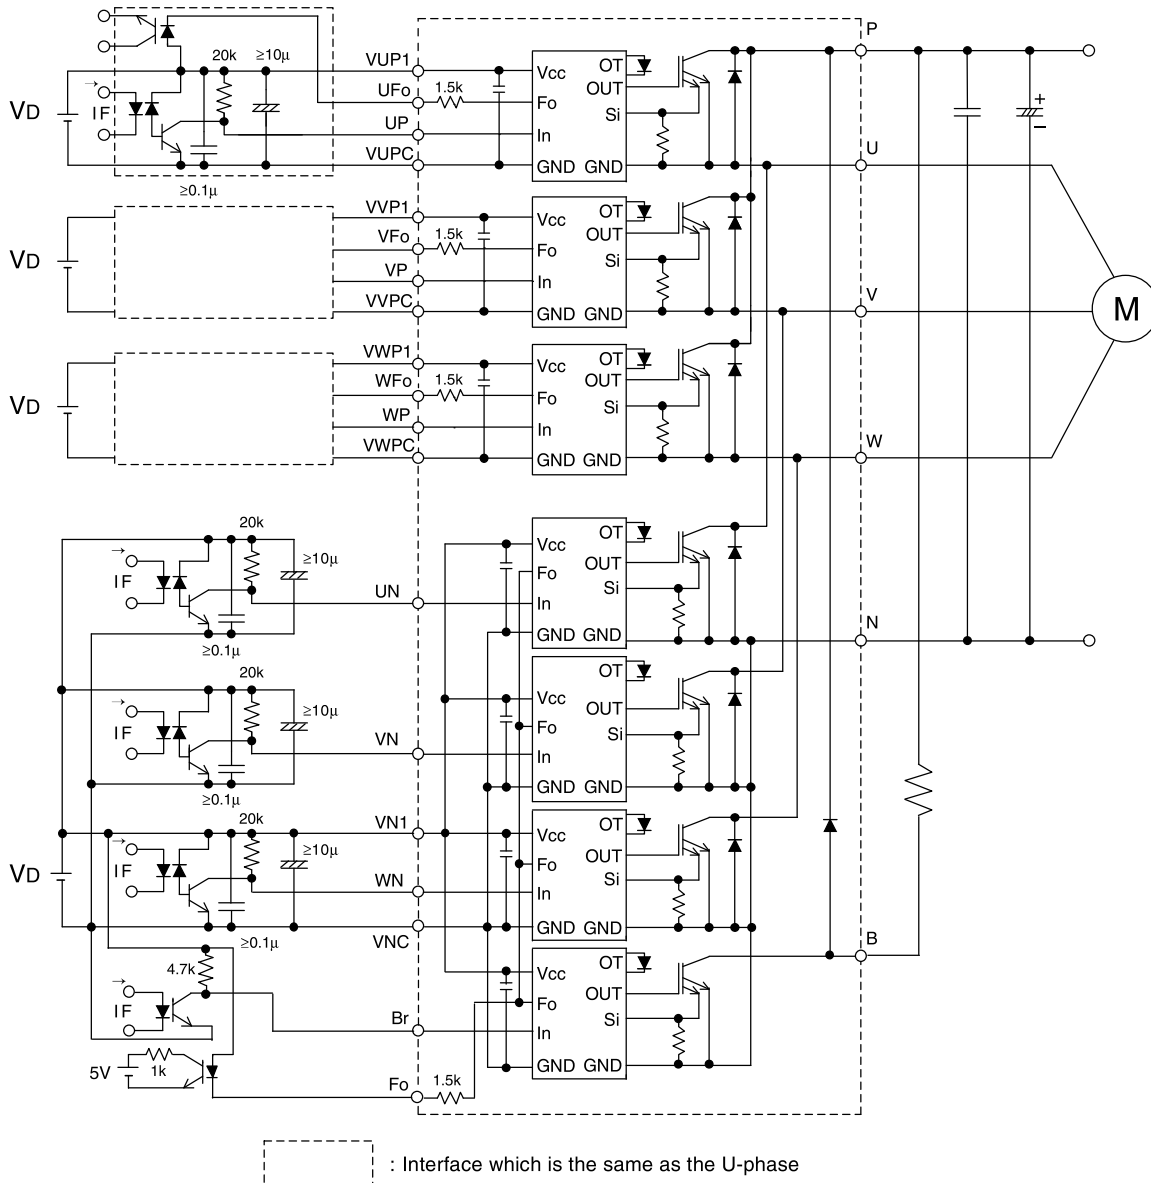 P
20k
≥10μ
VUP1
OT
Vcc
UFo
1.5k
OUT
VD
IF
Fo
Si
UP
In
U
VUPC
GND GND
≥0.1μ
VVP1
OT
Vcc
VFo
1.5k
OUT
VD
Fo
Si
VP
In
V
VVPC
GND GND
M
VWP1
OT
Vcc
WFo
1.5k
OUT
VD
Fo
Si
WP
In
W
VWPC
GND GND
20k
OT
Vcc
≥10μ
OUT
IF
Fo
UN
Si
In
N
GND GND
≥0.1μ
20k
OT
Vcc
≥10μ
OUT
IF
Fo
VN
Si
In
GND GND
≥0.1μ
20k
VN1
OT
Vcc
≥10μ
OUT
VD
IF
Fo
WN
Si
In
GND GND
VNC
≥0.1μ
B
4.7k
OT
Vcc
OUT
IF
Fo
Br
Si
In
GND GND
5V
1k
Fo
1.5k
+
−
: Interface which is the same as the U-phase